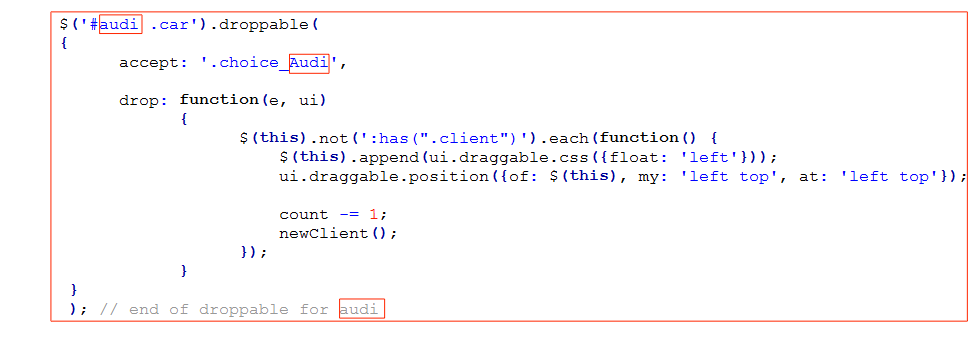 $('#audi .car').droppable(
{
accept: '.choice_Audi',
drop: function(e, ui)
{
$(this).not(':has(".client")').each(function() {
$(this).append(ui.draggable.css({float: 'left'}));
ui.draggable.position({of: $(this), my: 'left top', at: 'left top'});
count -= 1;
newClient();
});
}
}
); // end of droppable for audi